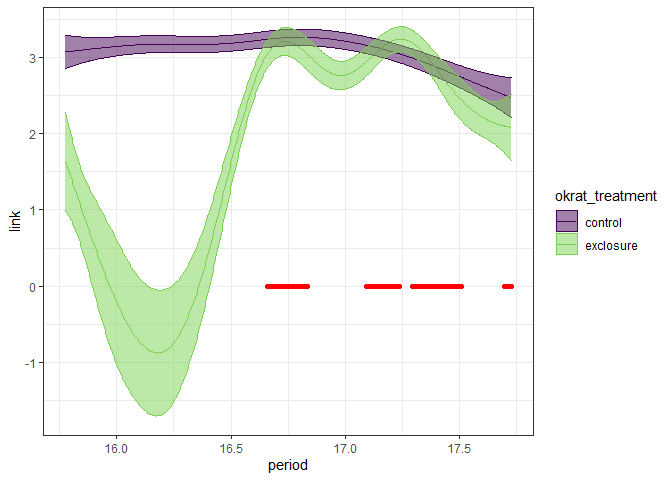 3
2
1
0
-1
link
16.0
16.5
17.0
17.5
period
okrat_treatment
control
exclosure